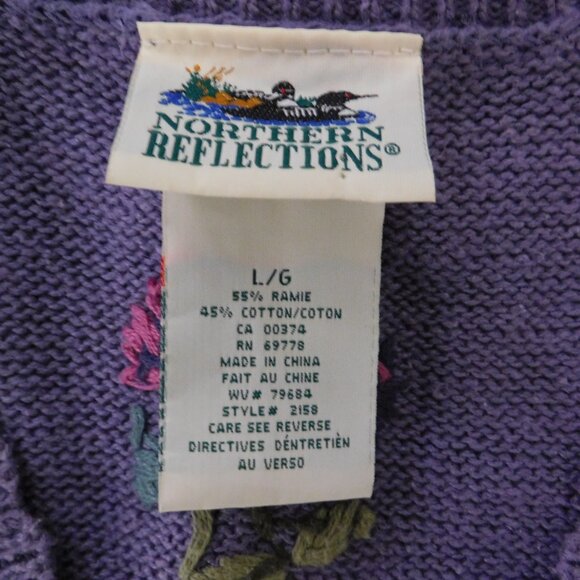 NORTHERN
REFLECTIONS®
L/G
55% RAMIE
45% COTTON/COTON
CA 00374
RN 69778
MADE IN CHINA
FAIT AU CHINE
WV# 79684
STYLE# 2158
CARE SEE REVERSE
DIRECTIVES DÉNTRETIÈN
AU VERSO